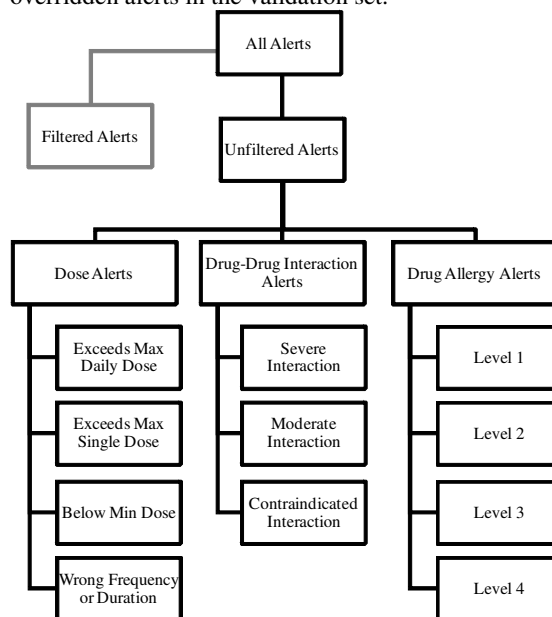 overridden alerts in the validation set.
All Alerts
Filtered Alerts
Unfiltered Alerts
Dose Alerts
Drug-Drug Interaction
Alerts
Drug Allergy Alerts
Exceeds Max
Daily Dose
Exceeds Max
Single Dose
Below Min Dose
Wrong Frequency
or Duration
Severe
Interaction
Moderate
Interaction
Contraindicated
Interaction
Level 1
Level 2
Level 3
Level 4